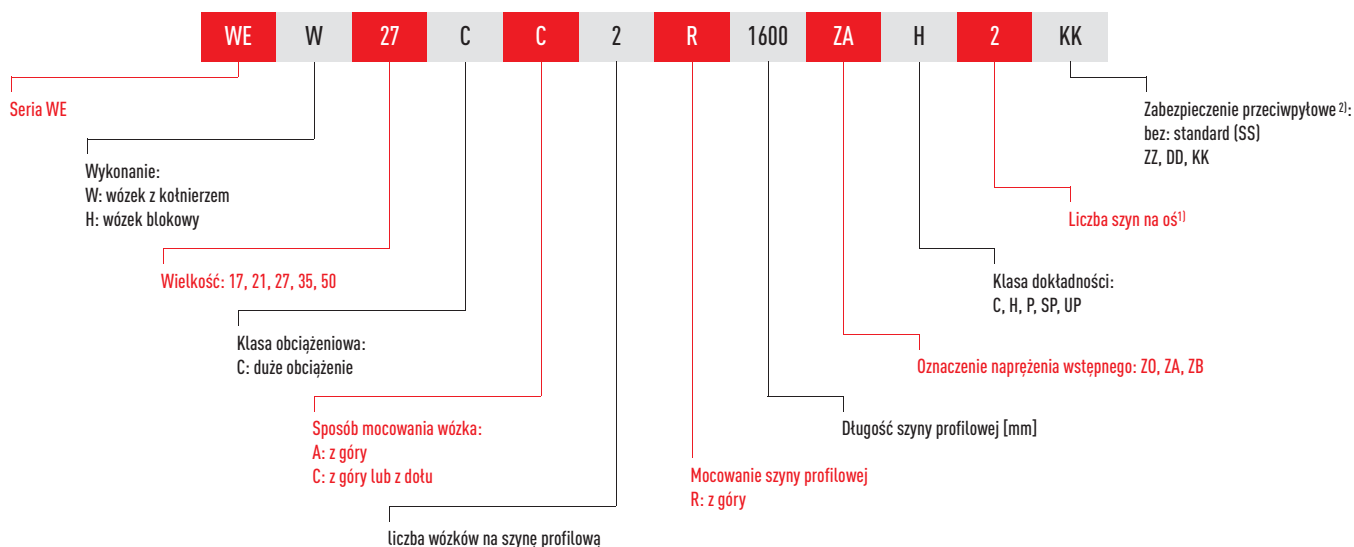 WE W 27 C C 2 R 1600 ZA H 2 KK
Seria WE
Wykonanie:
W: wózek z kołnierzem
H: wózek blokowy
Wielkość: 17, 21, 27, 35, 50
Klasa obciążeniowa:
C: duże obciążenie
Sposób mocowania wózka:
A: z góry
C: z góry lub z dołu
liczba wózków na szynę profilową
Mocowanie szyny profilowej
R: z góry
Długość szyny profilowej [mm]
Oznaczenie naprężenia wstępnego: ZO, ZA, ZB
Klasa dokładności:
C, H, P, SP, UP
Liczba szyn na oś¹⁾
Zabezpieczenie przeciwpyłowe ²⁾:
bez: standard (SS)
ZZ, DD, KK